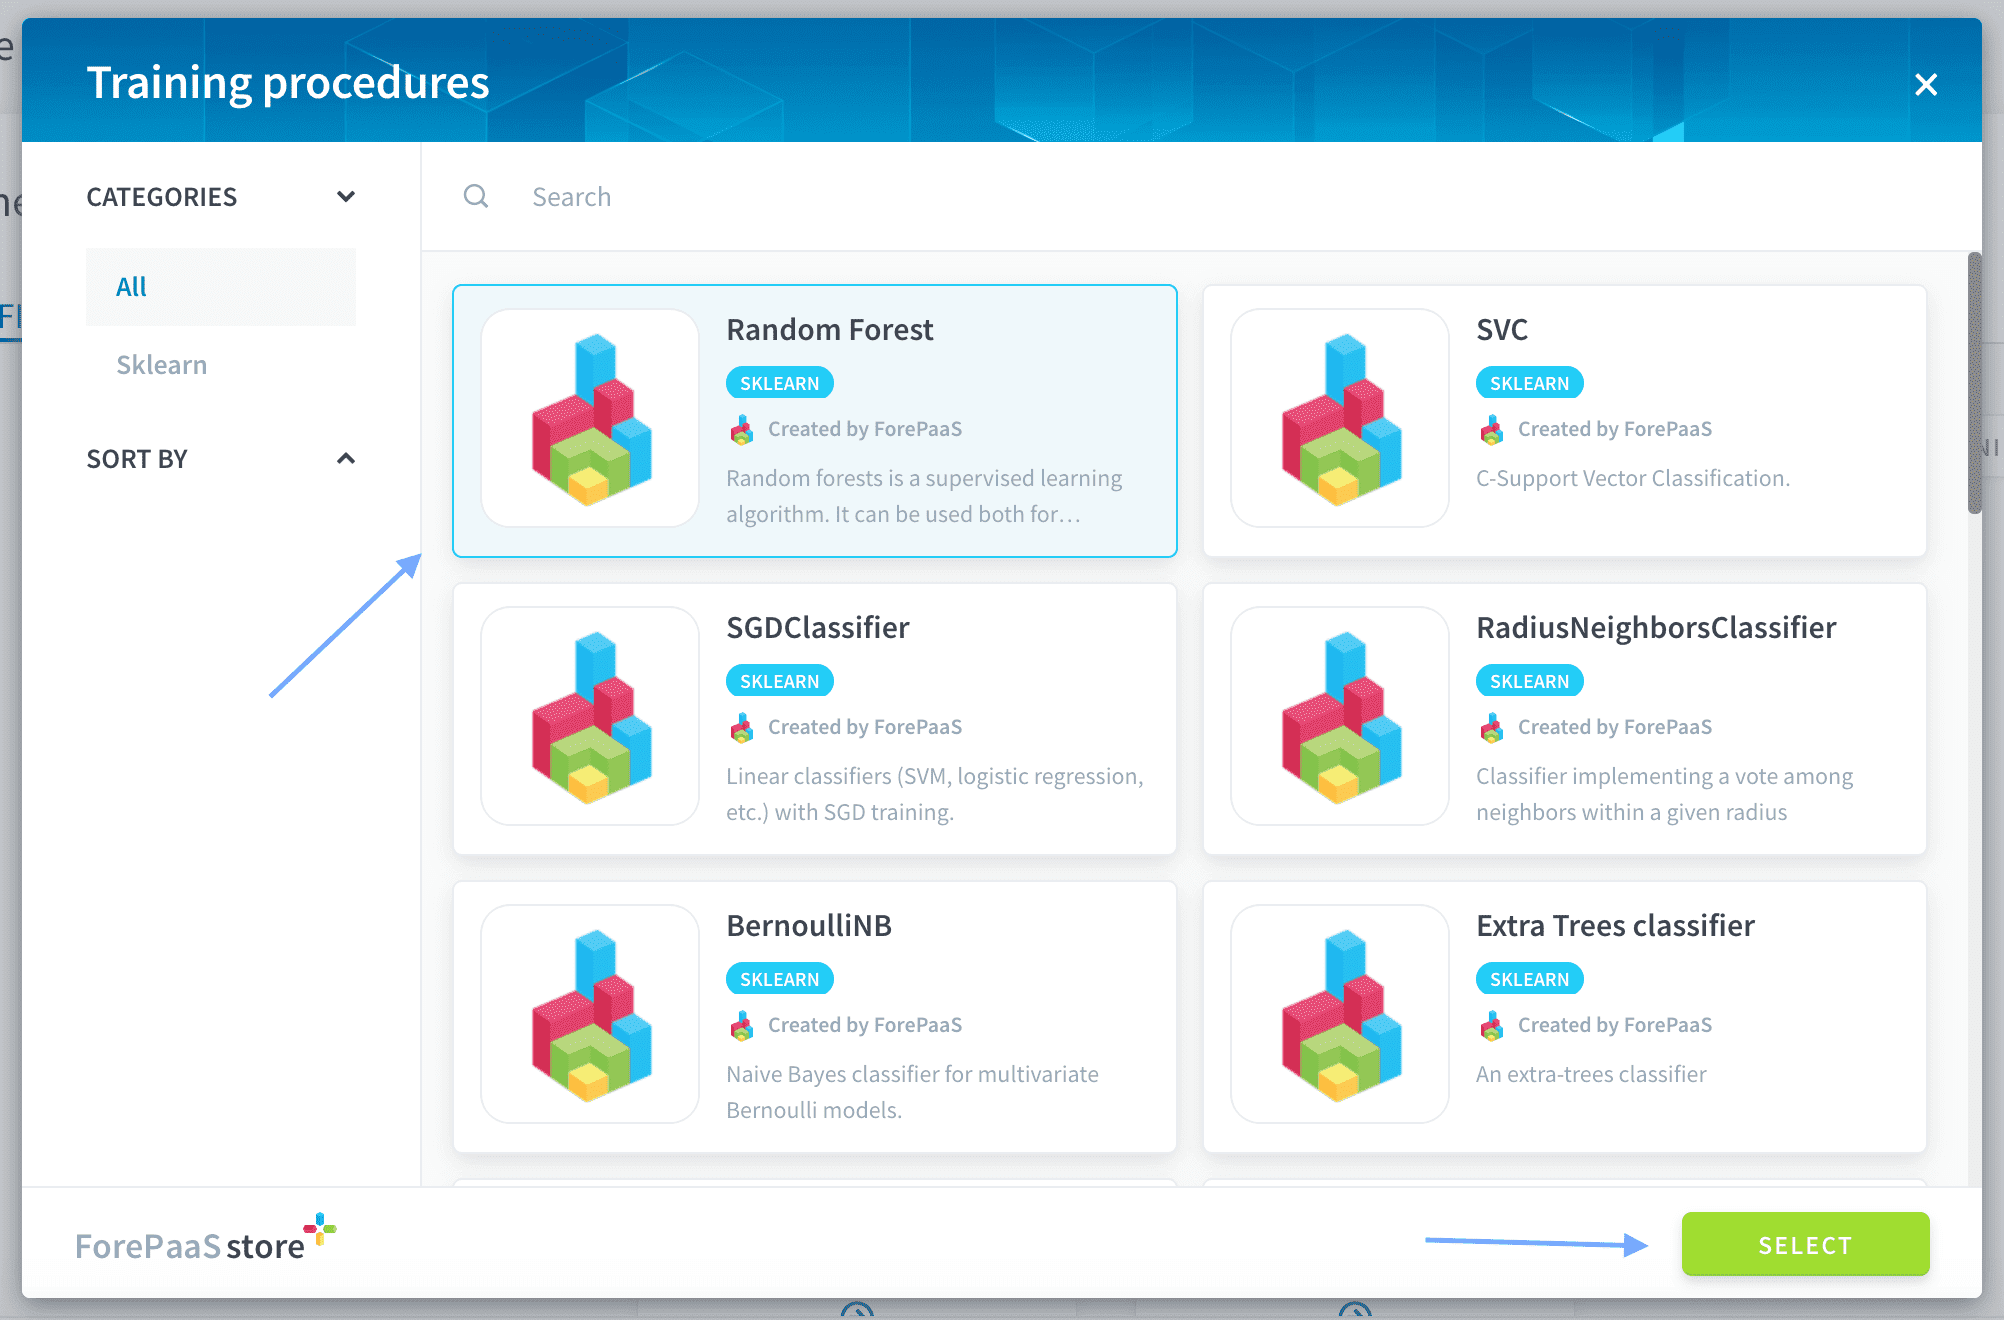 Training procedures
CATEGORIES
All
Sklearn
SORT BY
Search
Random Forest
SKLEARN
Created by ForePaaS
Random forests is a supervised learning
algorithm. It can be used both for…
SVC
SKLEARN
Created by ForePaaS
C-Support Vector Classification.
SGDClassifier
SKLEARN
Created by ForePaaS
Linear classifiers (SVM, logistic regression,
etc.) with SGD training.
RadiusNeighborsClassifier
SKLEARN
Created by ForePaaS
Classifier implementing a vote among
neighbors within a given radius
BernoulliNB
SKLEARN
Created by ForePaaS
Naive Bayes classifier for multivariate
Bernoulli models.
Extra Trees classifier
SKLEARN
Created by ForePaaS
An extra-trees classifier
ForePaaS store
SELECT